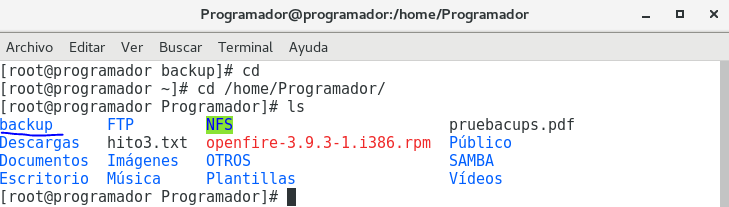 Programador@programador:/home/Programador
Archivo Editar Ver Buscar Terminal Ayuda
[root@programador backup]# cd
[root@programador ~]# cd /home/Programador/
[root@programador Programador]# ls
backup FTP NFS pruebacups.pdf
Descargas hito3.txt openfire-3.9.3-1.i386.rpm Público
Documentos Imágenes OTROS SAMBA
Escritorio Música Plantillas Vídeos
[root@programador Programador]#